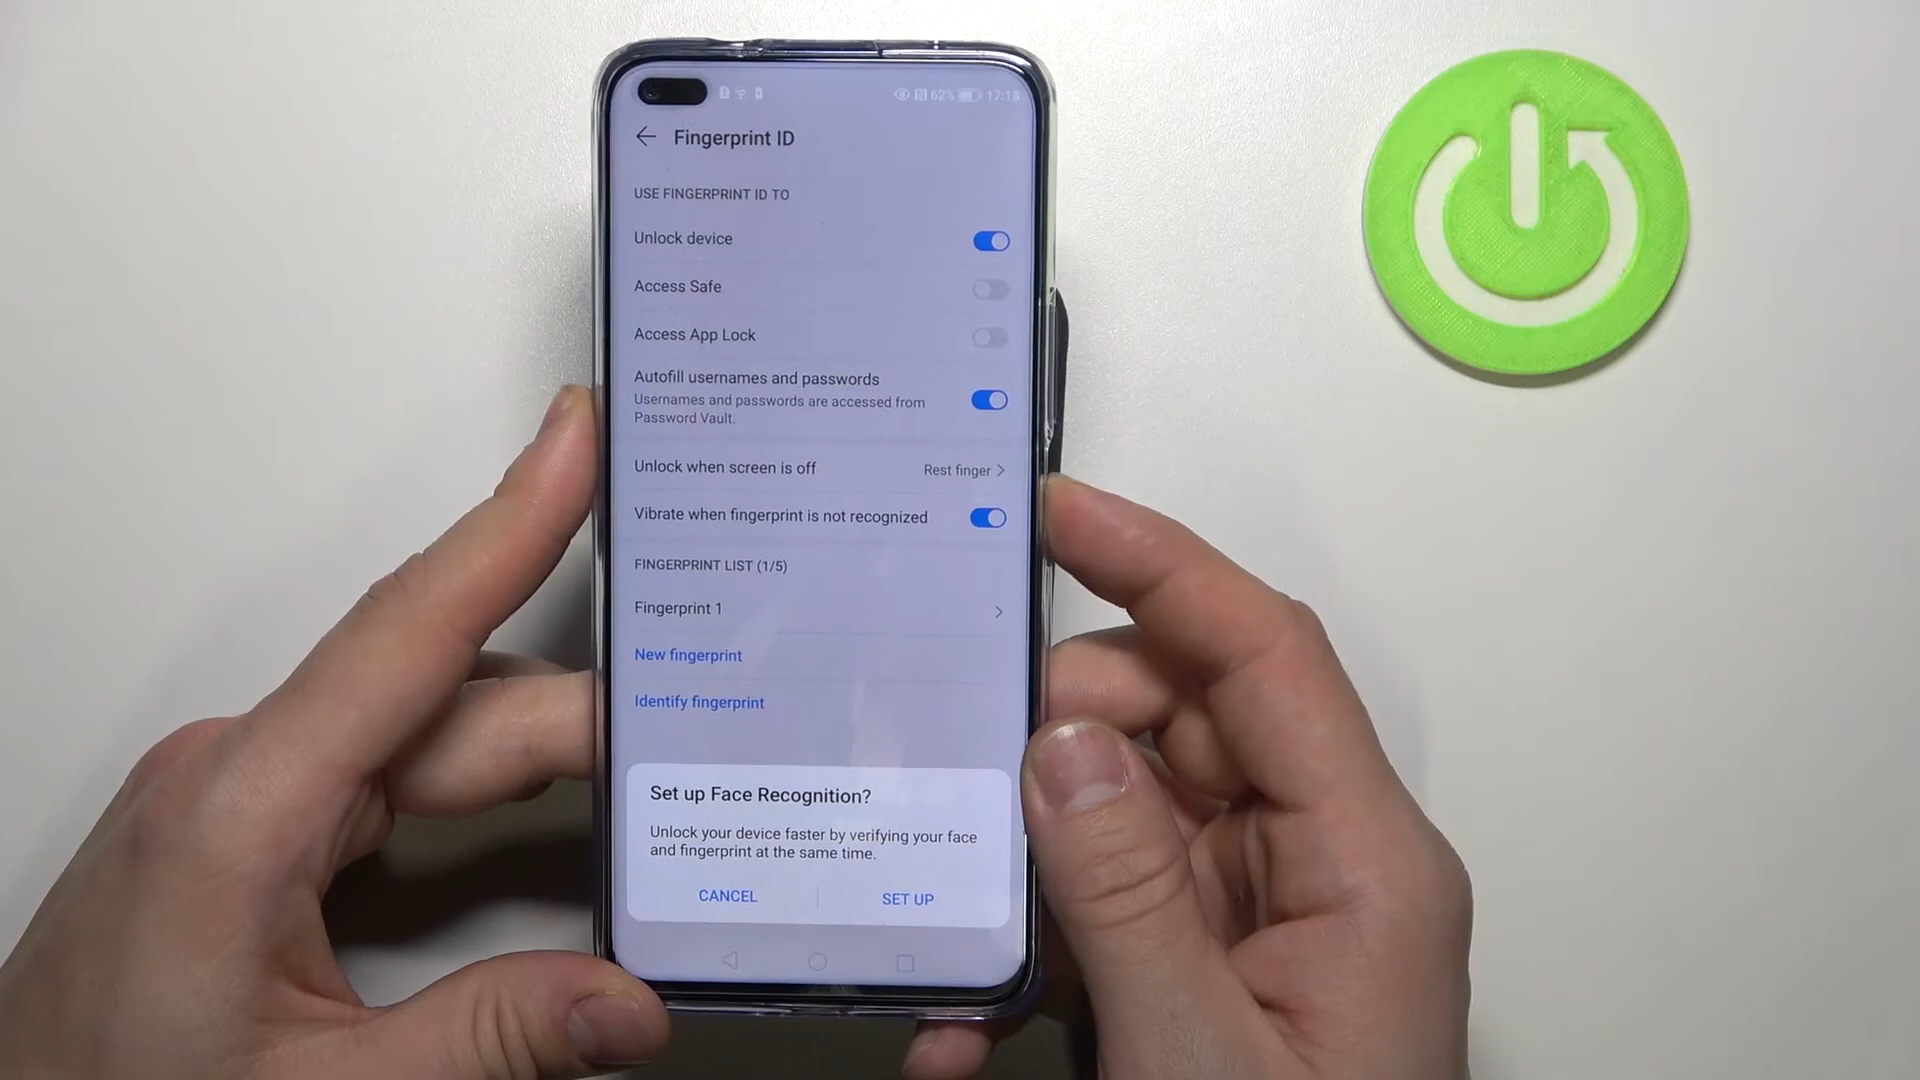 62% 17:18
Fingerprint ID
USE FINGERPRINT ID TO
Unlock device
Access Safe
Access App Lock
Autofill usernames and passwords
Usernames and passwords are accessed from
Password Vault.
Unlock when screen is off Rest finger
Vibrate when fingerprint is not recognized
FINGERPRINT LIST (1/5)
Fingerprint 1
New fingerprint
Identify fingerprint
Set up Face Recognition?
Unlock your device faster by verifying your face
and fingerprint at the same time.
CANCEL SET UP